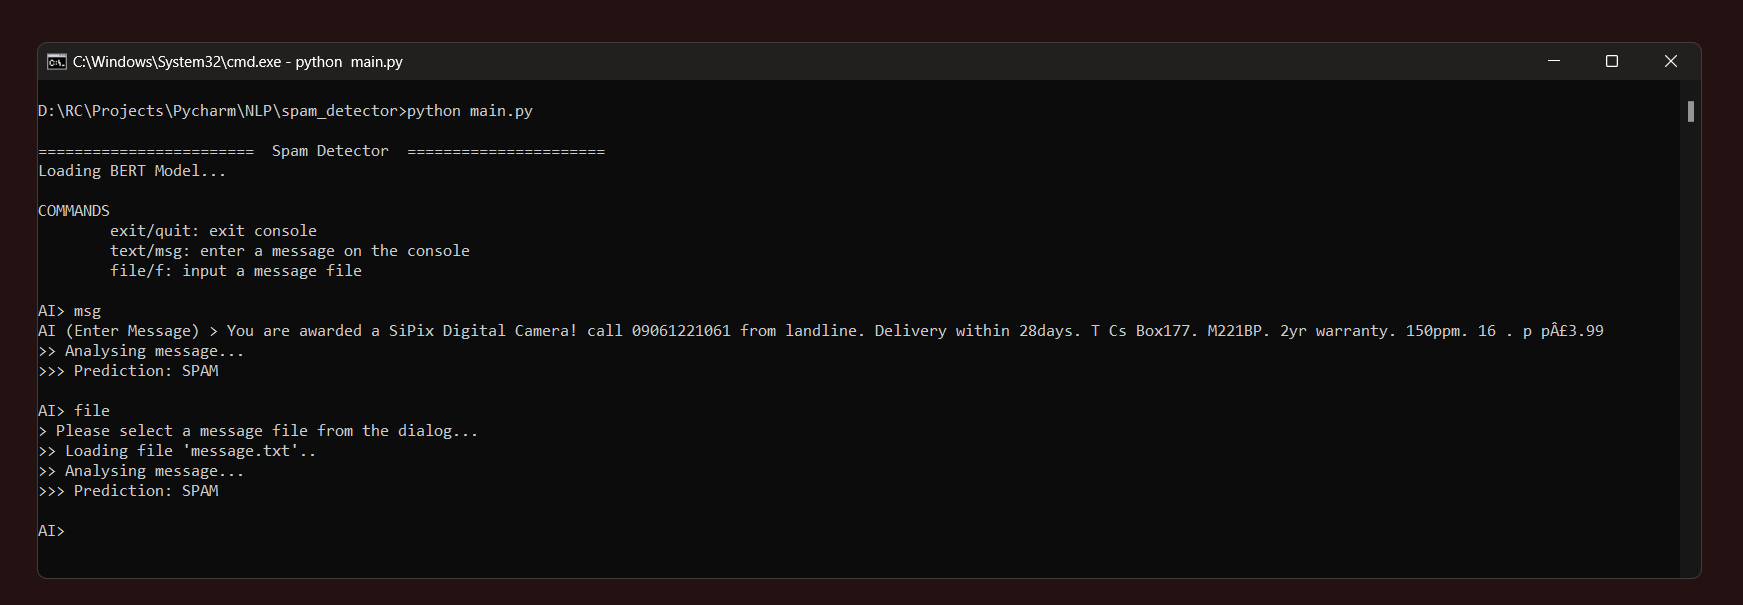 C:\Windows\System32\cmd.exe - python  main.py
D:\RC\Projects\Pycharm\NLP\spam_detector>python main.py
========================  Spam Detector  ======================
Loading BERT Model...
COMMANDS
exit/quit: exit console
text/msg: enter a message on the console
file/f: input a message file
AI> msg
AI (Enter Message) > You are awarded a SiPix Digital Camera! call 09061221061 from landline. Delivery within 28days. T Cs Box177. M221BP. 2yr warranty. 150ppm. 16 . p pÂ£3.99
>> Analysing message...
>>> Prediction: SPAM
AI> file
> Please select a message file from the dialog...
>> Loading file 'message.txt'..
>> Analysing message...
>>> Prediction: SPAM
AI>